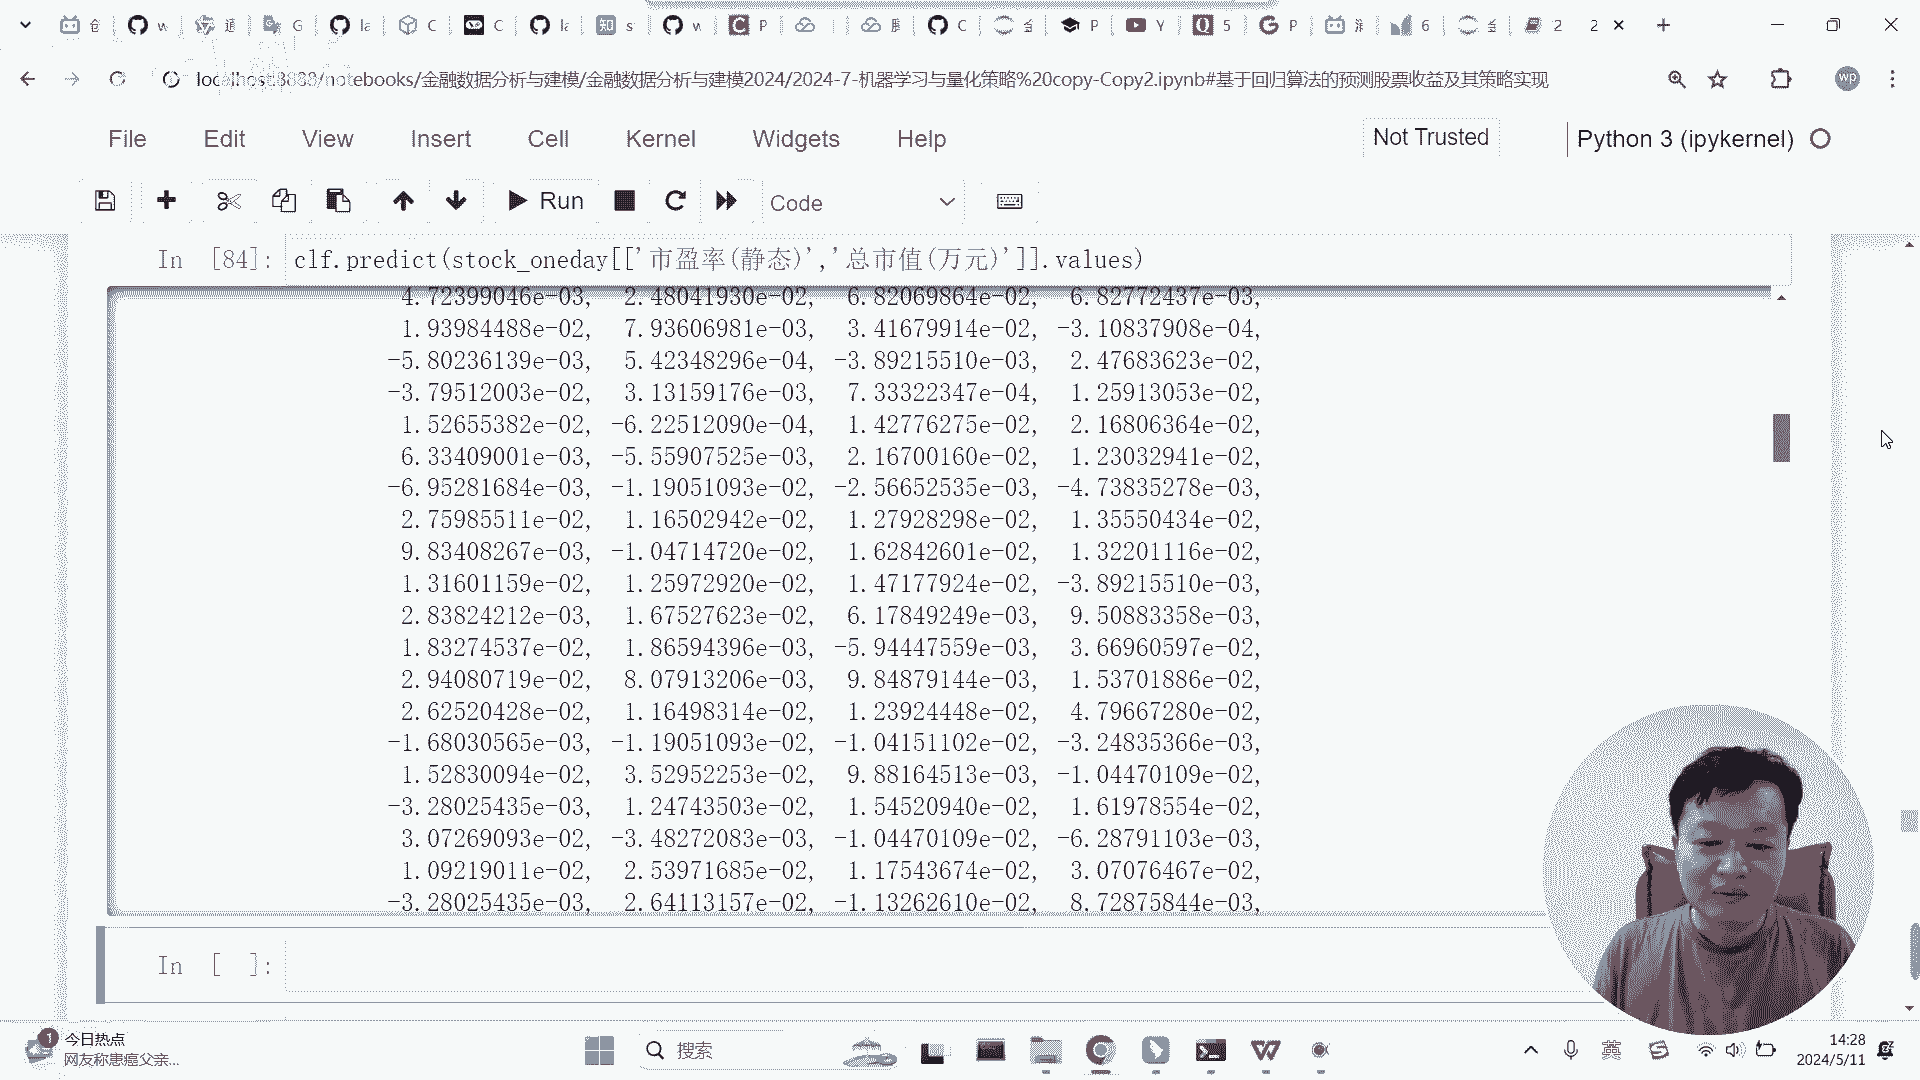 localhost:8888/notebooks/金融数据分析与建模/金融数据分析与建模2024/2024-7-机器学习与量化策略%20copy-Copy2.ipynb#基于回归算法的预测股票收益及其策略实现
wp
File Edit View Insert Cell Kernel Widgets Help
Not Trusted
Python 3 (ipykernel)
Run
Code
In [84]: clf.predict(stock_oneday[['市盈率(静态)','总市值(万元)']].values)
4.72399046e-03, 2.48041930e-02, 6.82069864e-02, 6.82772437e-03,
1.93984488e-02, 7.93606981e-03, 3.41679914e-02, -3.10837908e-04,
-5.80236139e-03, 5.42348296e-04, -3.89215510e-03, 2.47683623e-02,
-3.79512003e-02, 3.13159176e-03, 7.33322347e-04, 1.25913053e-02,
1.52655382e-02, -6.22512090e-04, 1.42776275e-02, 2.16806364e-02,
6.33409001e-03, -5.55907525e-03, 2.16700160e-02, 1.23032941e-02,
-6.95281684e-03, -1.19051093e-02, -2.56652535e-03, -4.73835278e-03,
2.75985511e-02, 1.16502942e-02, 1.27928298e-02, 1.35550434e-02,
9.83408267e-03, -1.04714720e-02, 1.62842601e-02, 1.32201116e-02,
1.31601159e-02, 1.25972920e-02, 1.47177924e-02, -3.89215510e-03,
2.83824212e-03, 1.67527623e-02, 6.17849249e-03, 9.50883358e-03,
1.83274537e-02, 1.86594396e-03, -5.94447559e-03, 3.66960597e-02,
2.94080719e-02, 8.07913206e-03, 9.84879144e-03, 1.53701886e-02,
2.62520428e-02, 1.16498314e-02, 1.23924448e-02, 4.79667280e-02,
-1.68030565e-03, -1.19051093e-02, -1.04151102e-02, -3.24835366e-03,
1.52830094e-02, 3.52952253e-02, 9.88164513e-03, -1.04470109e-02,
-3.28025435e-03, 1.24743503e-02, 1.54520940e-02, 1.61978554e-02,
3.07269093e-02, -3.48272083e-03, -1.04470109e-02, -6.28791103e-03,
1.09219011e-02, 2.53971685e-02, 1.17543674e-02, 3.07076467e-02,
-3.28025435e-03, 2.64113157e-02, -1.13262610e-02, 8.72875844e-03,
In [ ]:
1
今日热点
网友称患癌父亲...
搜索
英
14:28
2024/5/11